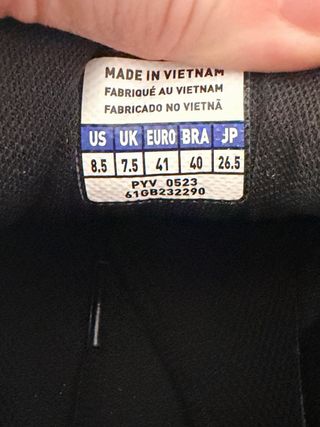 MADE IN VIETNAM
FABRIQUÉ AU VIETNAM
FABRICADO NO VIETNÃ
US UK EURO BRA JP
8.5 7.5 41 40 26.5
PYV 0523
61GB232290